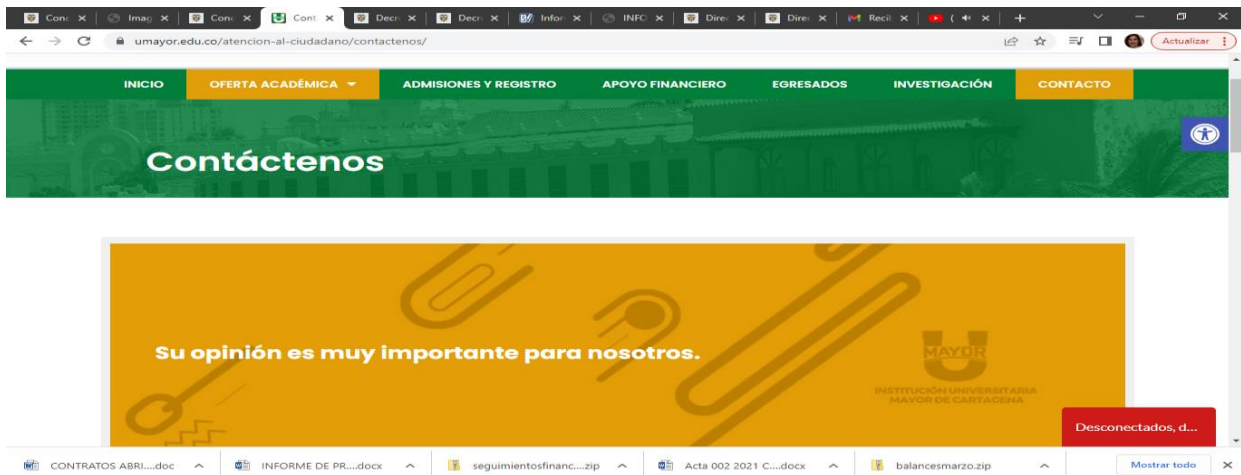 Conc Imag Conc Cont Decr Decr Infor INFO Direc Direc Recil
umayor.edu.co/atencion-al-ciudadano/contactenos/ Actualizar
INICIO OFERTA ACADÉMICA ADMISIONES Y REGISTRO APOYO FINANCIERO EGRESADOS INVESTIGACIÓN CONTACTO
Contáctenos
Su opinión es muy importante para nosotros.
MAYOR
INSTITUCIÓN UNIVERSITARIA
MAYOR DE CARTAGENA
Desconectados, d...
CONTRATOS ABRI....doc INFORME DE PR....docx seguimientosfinanc....zip Acta 002 2021 C....docx balancesmarzo.zip Mostrar todo